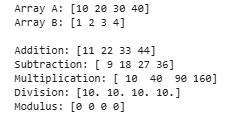 Array A: [10 20 30 40]
Array B: [1 2 3 4]
Addition: [11 22 33 44]
Subtraction: [ 9 18 27 36]
Multiplication: [ 10  40  90 160]
Division: [10. 10. 10. 10.]
Modulus: [0 0 0 0]